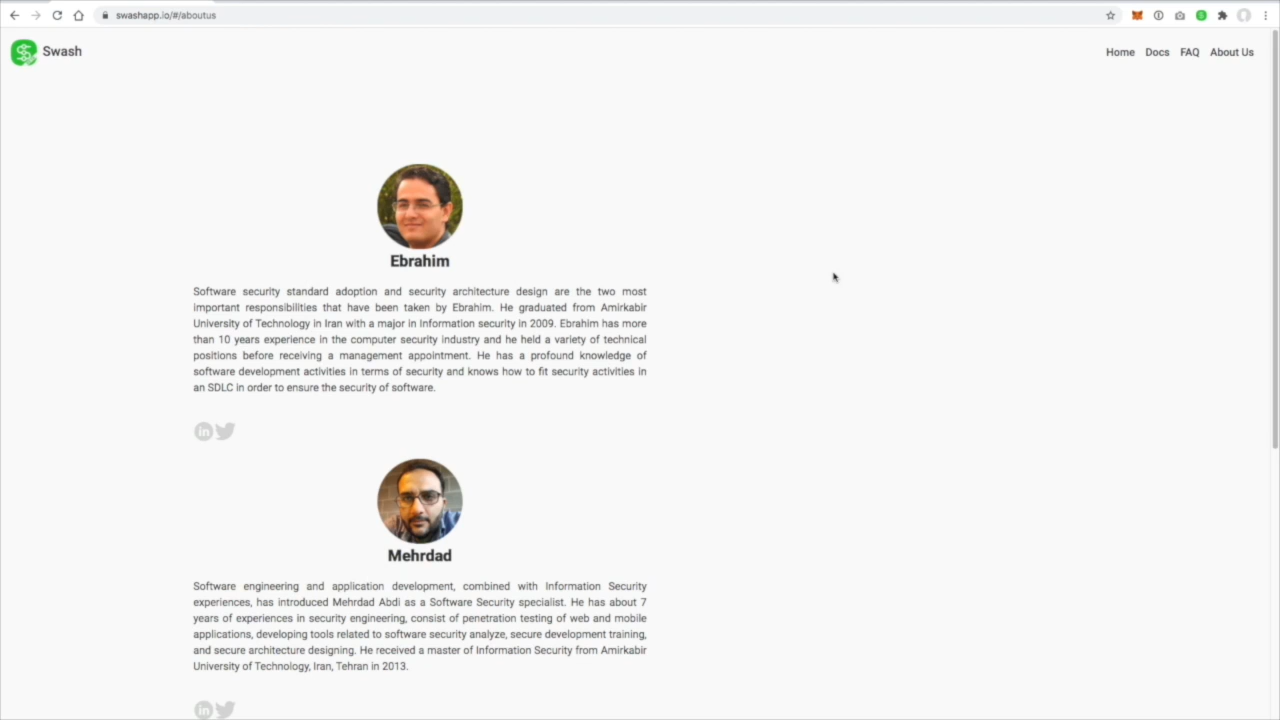 swashapp.io/#/aboutus
Swash
Home Docs FAQ About Us
Ebrahim
Software security standard adoption and security architecture design are the two most
important responsibilities that have been taken by Ebrahim. He graduated from Amirkabir
University of Technology in Iran with a major in Information security in 2009. Ebrahim has more
than 10 years experience in the computer security industry and he held a variety of technical
positions before receiving a management appointment. He has a profound knowledge of
software development activities in terms of security and knows how to fit security activities in
an SDLC in order to ensure the security of software.
in
Mehrdad
Software engineering and application development, combined with Information Security
experiences, has introduced Mehrdad Abdi as a Software Security specialist. He has about 7
years of experiences in security engineering, consist of penetration testing of web and mobile
applications, developing tools related to software security analyze, secure development training,
and secure architecture designing. He received a master of Information Security from Amirkabir
University of Technology, Iran, Tehran in 2013.
in